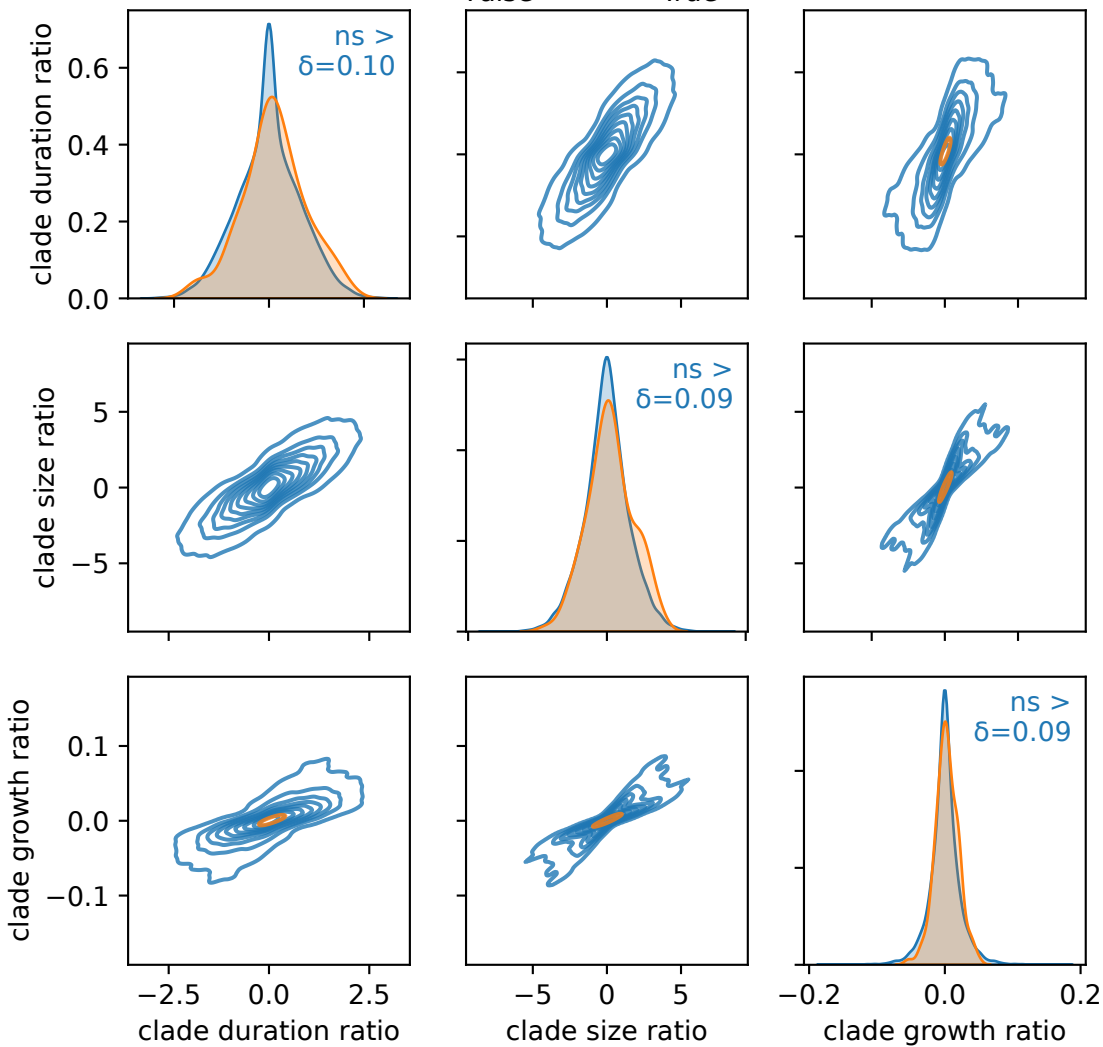 clade duration ratio
0.6
0.4
0.2
0.0
ns >
δ=0.10
clade size ratio
5
0
−5
ns >
δ=0.09
clade growth ratio
0.1
0.0
−0.1
ns >
δ=0.09
−2.5 0.0 2.5
−5 0 5
−0.2 0.0 0.2
clade duration ratio
clade size ratio
clade growth ratio